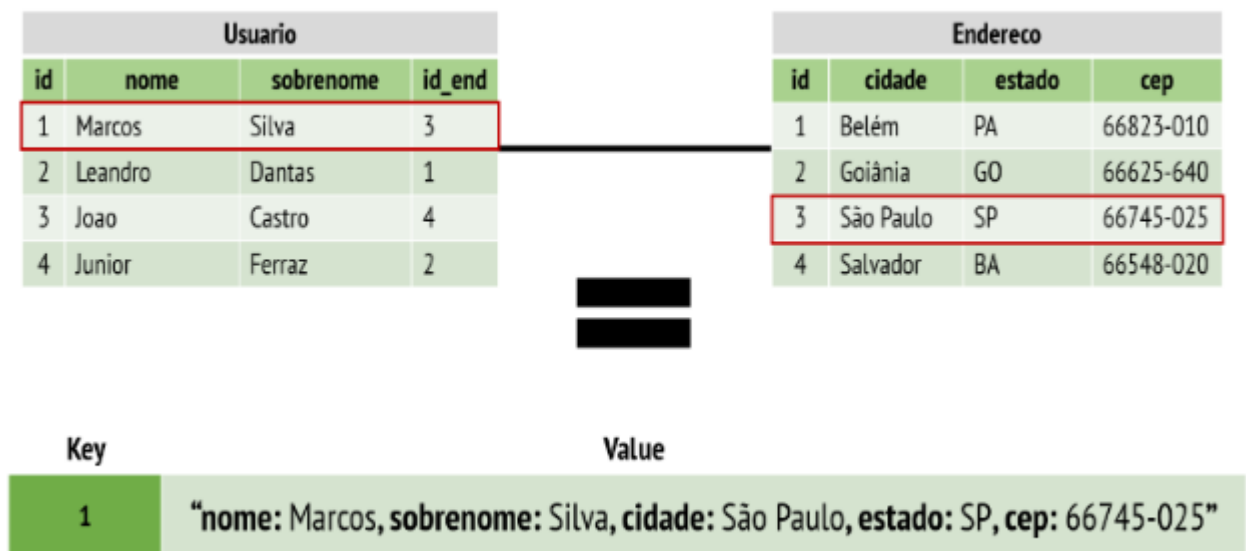 Usuario
id nome sobrenome id_end
1 Marcos Silva 3
2 Leandro Dantas 1
3 Joao Castro 4
4 Junior Ferraz 2
Endereco
id cidade estado cep
1 Belém PA 66823-010
2 Goiânia GO 66625-640
3 São Paulo SP 66745-025
4 Salvador BA 66548-020
Key Value
1 “nome: Marcos, sobrenome: Silva, cidade: São Paulo, estado: SP, cep: 66745-025”